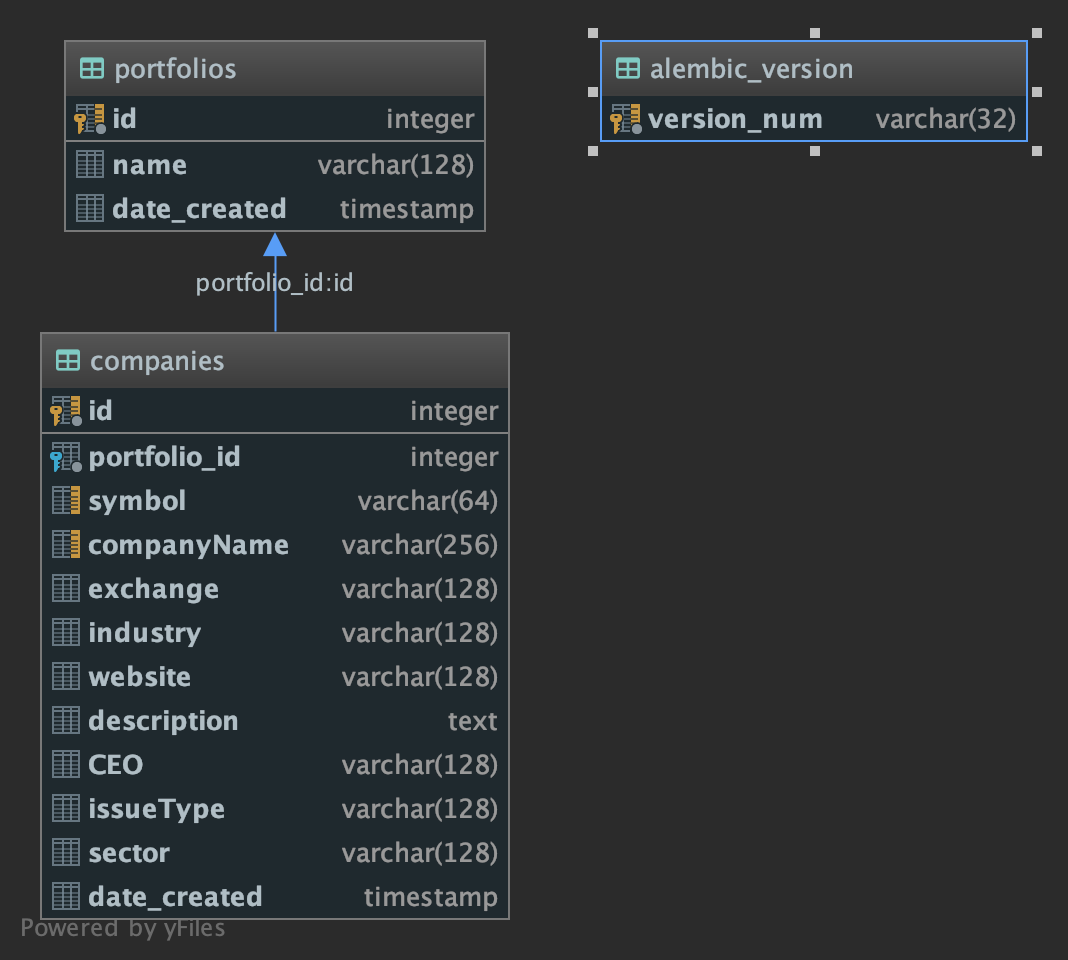 portfolios
id integer
name varchar(128)
date_created timestamp
alembic_version
version_num varchar(32)
portfolio_id:id
companies
id integer
portfolio_id integer
symbol varchar(64)
companyName varchar(256)
exchange varchar(128)
industry varchar(128)
website varchar(128)
description text
CEO varchar(128)
issueType varchar(128)
sector varchar(128)
date_created timestamp
Powered by yFiles